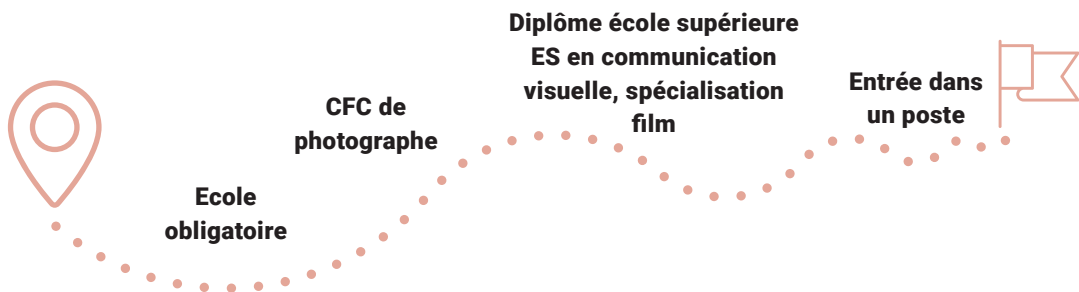 Ecole
obligatoire
CFC de
photographe
Diplôme école supérieure
ES en communication
visuelle, spécialisation
film
Entrée dans
un poste